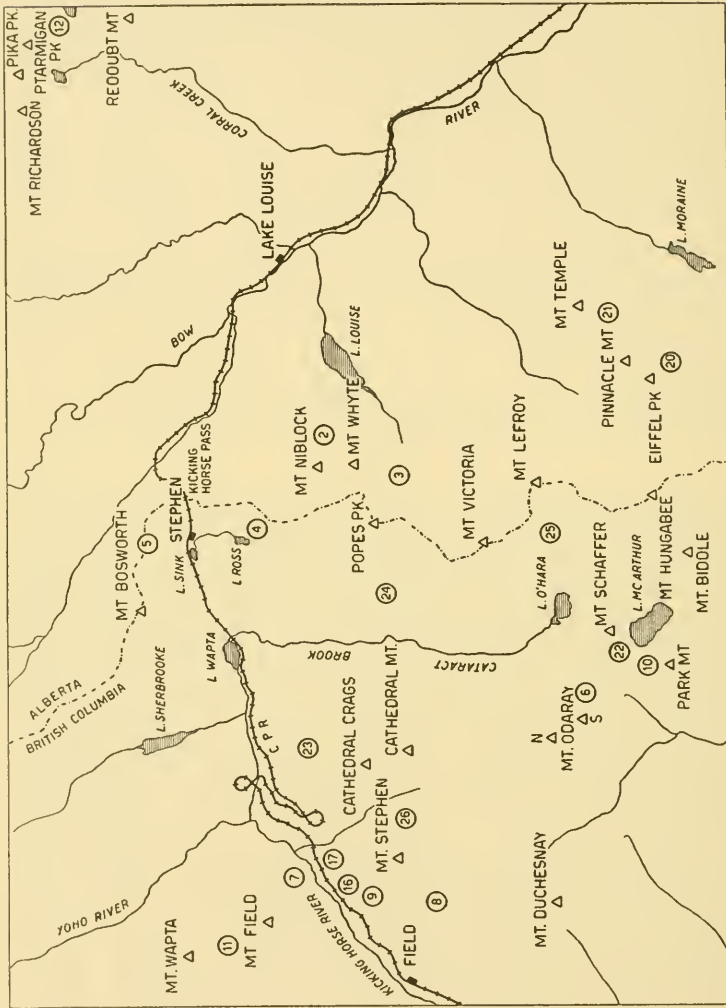 PIKA PK.
MT RICHARDSON
PTARMIGAN
PK
12
REDOUBT MT
CORRAL CREEK
RIVER
LAKE LOUISE
L. LOUISE
L. MORAINE
BOW
MT TEMPLE
PINNACLE MT
21
20
EIFFEL PK
MT NIBLOCK
2
MT WHYTE
3
KICKING
HORSE PASS
STEPHEN
MT BOSWORTH
5
L. SINK
L ROSS
4
POPES PK.
MT VICTORIA
MT LEFROY
24
25
L. O'HARA
MT SCHAFFER
L. MCARTHUR
MT HUNGABEE
MT. BIDDLE
22
10
PARK MT
ALBERTA
BRITISH COLUMBIA
L. SHERBROOKE
L WAPTA
CATARACT
BROOK
C P R
23
CATHEDRAL CRAGS
CATHEDRAL MT.
MT. STEPHEN
26
N
MT. ODARAY
S
6
YOHO RIVER
MT. WAPTA
11
MT FIELD
7
17
16
9
8
KICKING HORSE RIVER
FIELD
MT. DUCHESNAY